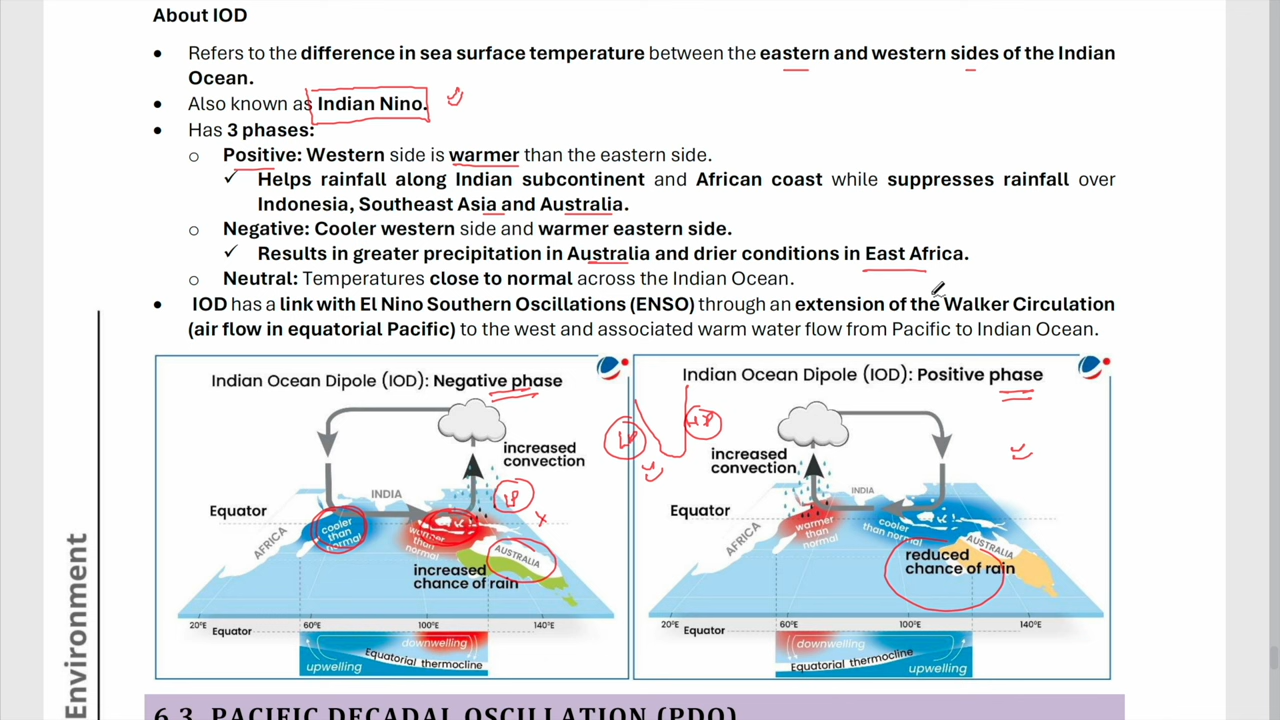 About IOD
• Refers to the difference in sea surface temperature between the eastern and western sides of the Indian
Ocean.
• Also known as Indian Nino.
• Has 3 phases:
o Positive: Western side is warmer than the eastern side.
✓ Helps rainfall along Indian subcontinent and African coast while suppresses rainfall over
Indonesia, Southeast Asia and Australia.
o Negative: Cooler western side and warmer eastern side.
✓ Results in greater precipitation in Australia and drier conditions in East Africa.
o Neutral: Temperatures close to normal across the Indian Ocean.
• IOD has a link with El Nino Southern Oscillations (ENSO) through an extension of the Walker Circulation
(air flow in equatorial Pacific) to the west and associated warm water flow from Pacific to Indian Ocean.
Indian Ocean Dipole (IOD): Negative phase
increased
convection
INDIA
LP
Equator
AFRICA
cooler
than
normal
warmer
than
normal
AUSTRALIA
increased
chance of rain
20°E
60°E
100°E
140°E
Equator
downwelling
Equatorial thermocline
upwelling
Indian Ocean Dipole (IOD): Positive phase
LP
HP
increased
convection
INDIA
Equator
AFRICA
warmer
than
normal
cooler
than normal
AUSTRALIA
reduced
chance of rain
20°E
60°E
100°E
140°E
Equator
downwelling
Equatorial thermocline
upwelling
Environment
6.3. PACIFIC DECADAL OSCILLATION (PDO)